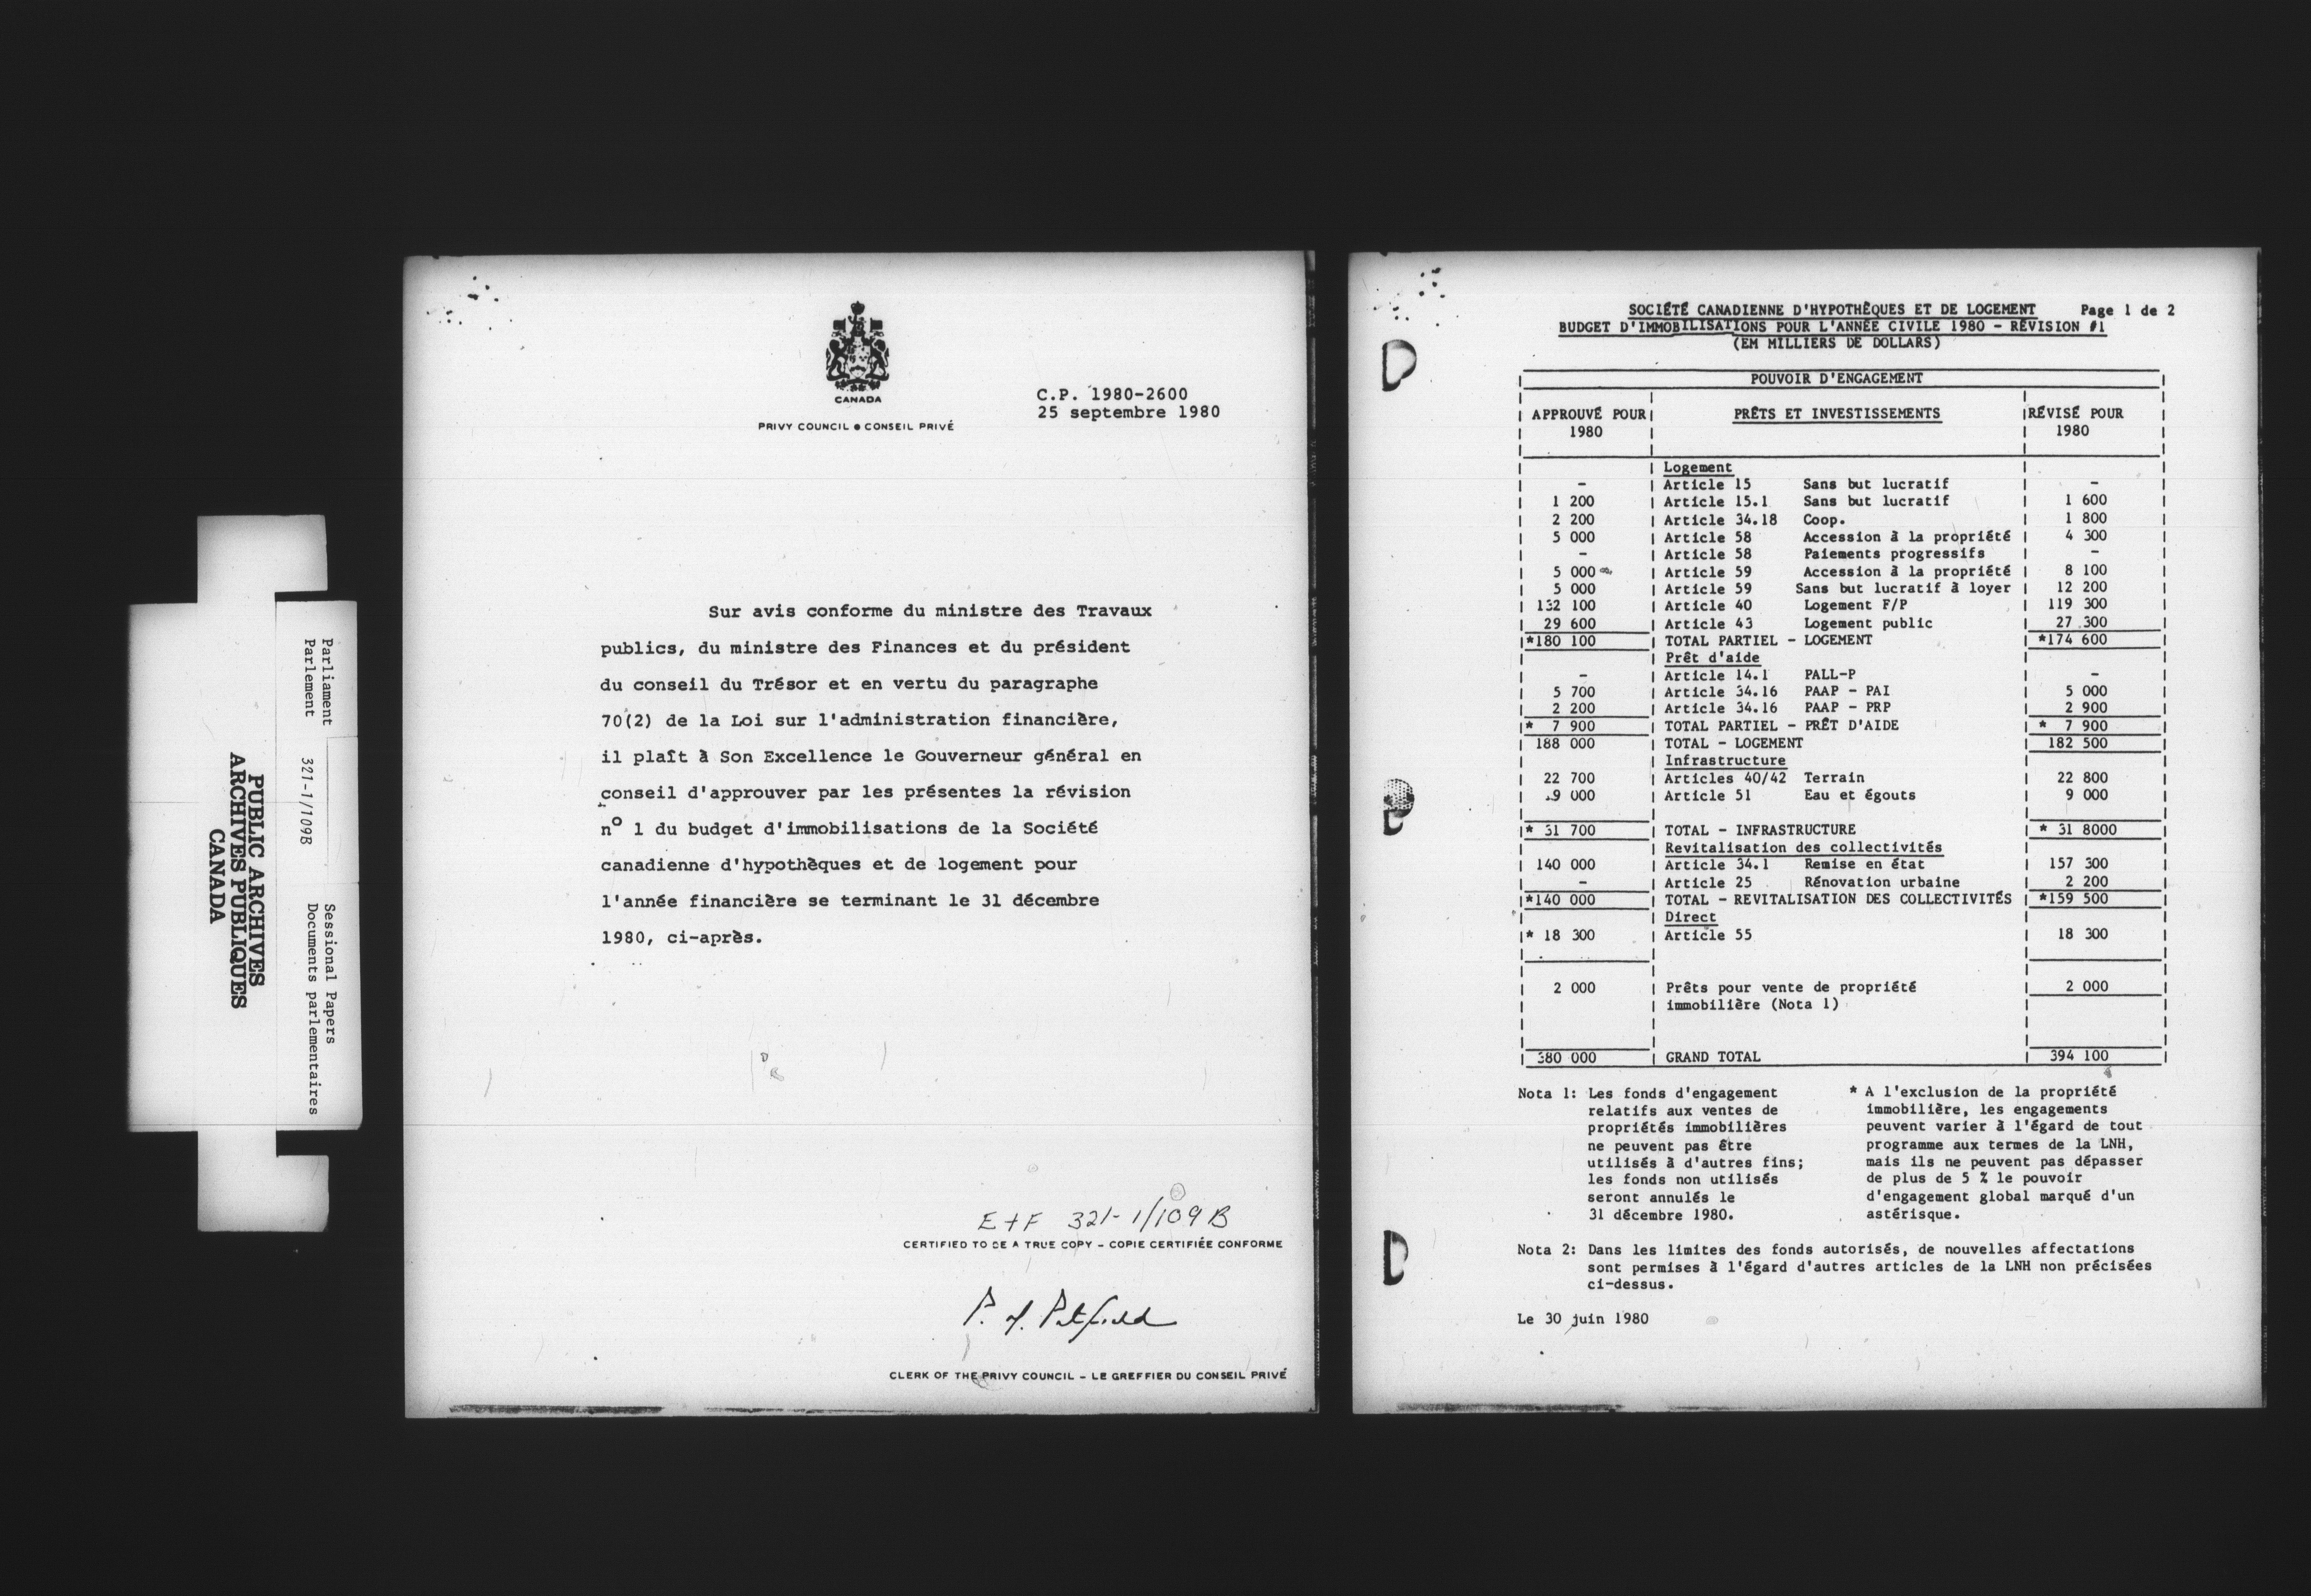 Parliament
Parlement
321-1/109B
Sessional Papers
Documents parlementaires
PUBLIC ARCHIVES
ARCHIVES PUBLIQUES
CANADA
CANADA
PRIVY COUNCIL ● CONSEIL PRIVÉ
C.P. 1980-2600
25 septembre 1980
Sur avis conforme du ministre des Travaux
publics, du ministre des Finances et du président
du conseil du Trésor et en vertu du paragraphe
70(2) de la Loi sur l'administration financière,
il plaît à Son Excellence le Gouverneur général en
conseil d'approuver par les présentes la révision
nº 1 du budget d'immobilisations de la Société
canadienne d'hypothèques et de logement pour
l'année financière se terminant le 31 décembre
1980, ci-après.
E+F 321-1/109B
CERTIFIED TO BE A TRUE COPY – COPIE CERTIFIÉE CONFORME
P. M. Pitfield
CLERK OF THE PRIVY COUNCIL – LE GREFFIER DU CONSEIL PRIVÉ
SOCIÉTÉ CANADIENNE D'HYPOTHÈQUES ET DE LOGEMENT Page 1 de 2
BUDGET D'IMMOBILISATIONS POUR L'ANNÉE CIVILE 1980 - RÉVISION #1
(EM MILLIERS DE DOLLARS)
POUVOIR D'ENGAGEMENT
APPROUVÉ POUR PRÊTS ET INVESTISSEMENTS RÉVISÉ POUR
1980 1980
Logement
- Article 15 Sans but lucratif -
1 200 Article 15.1 Sans but lucratif 1 600
2 200 Article 34.18 Coop. 1 800
5 000 Article 58 Accession à la propriété 4 300
- Article 58 Paiements progressifs -
5 000 Article 59 Accession à la propriété 8 100
5 000 Article 59 Sans but lucratif à loyer 12 200
132 100 Article 40 Logement F/P 119 300
29 600 Article 43 Logement public 27 300
*180 100 TOTAL PARTIEL - LOGEMENT *174 600
Prêt d'aide
- Article 14.1 PALL-P -
5 700 Article 34.16 PAAP - PAI 5 000
2 200 Article 34.16 PAAP - PRP 2 900
* 7 900 TOTAL PARTIEL - PRÊT D'AIDE * 7 900
188 000 TOTAL - LOGEMENT 182 500
Infrastructure
22 700 Articles 40/42 Terrain 22 800
9 000 Article 51 Eau et égouts 9 000
* 31 700 TOTAL - INFRASTRUCTURE * 31 8000
Revitalisation des collectivités
140 000 Article 34.1 Remise en état 157 300
- Article 25 Rénovation urbaine 2 200
*140 000 TOTAL - REVITALISATION DES COLLECTIVITÉS *159 500
Direct
* 18 300 Article 55 18 300
2 000 Prêts pour vente de propriété 2 000
immobilière (Nota 1)
380 000 GRAND TOTAL 394 100
Nota 1: Les fonds d'engagement
relatifs aux ventes de
propriétés immobilières
ne peuvent pas être
utilisés à d'autres fins;
les fonds non utilisés
seront annulés le
31 décembre 1980.
* A l'exclusion de la propriété
immobilière, les engagements
peuvent varier à l'égard de tout
programme aux termes de la LNH,
mais ils ne peuvent pas dépasser
de plus de 5 % le pouvoir
d'engagement global marqué d'un
astérisque.
Nota 2: Dans les limites des fonds autorisés, de nouvelles affectations
sont permises à l'égard d'autres articles de la LNH non précisées
ci-dessus.
Le 30 juin 1980